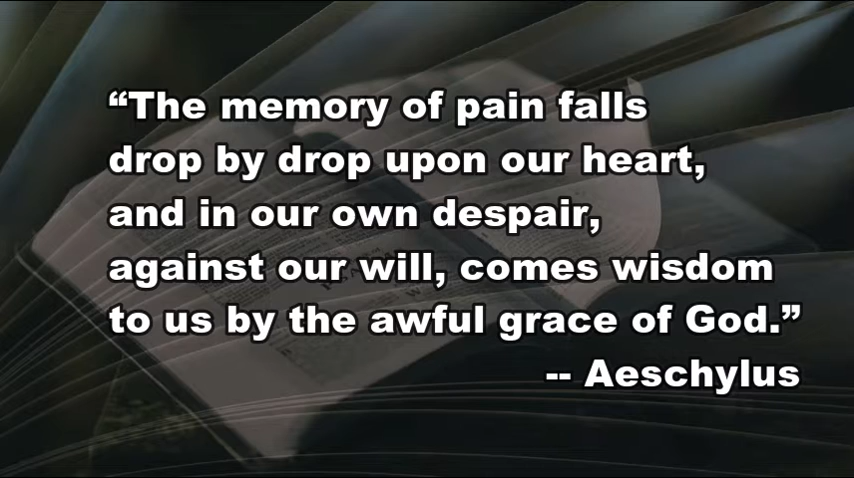 “The memory of pain falls
drop by drop upon our heart,
and in our own despair,
against our will, comes wisdom
to us by the awful grace of God.”
-- Aeschylus